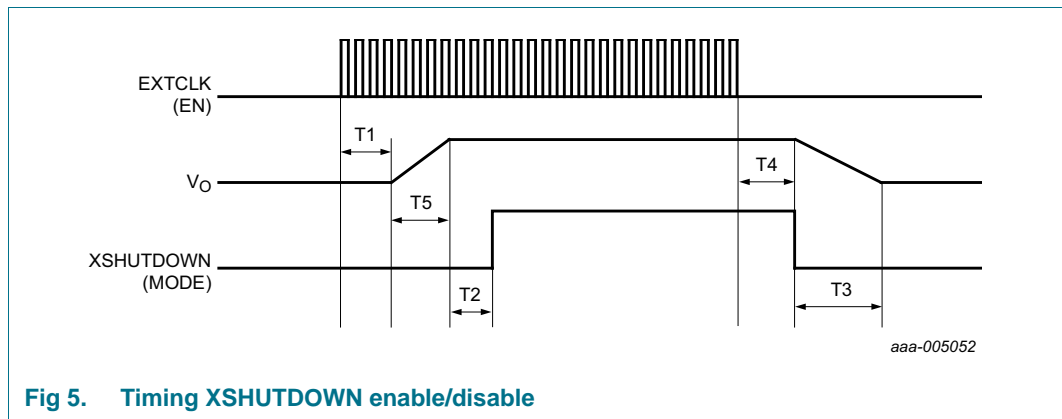 EXTCLK
(EN)
T1
T4
VO
T5
XSHUTDOWN
(MODE)
T2
T3
aaa-005052
Fig 5. Timing XSHUTDOWN enable/disable